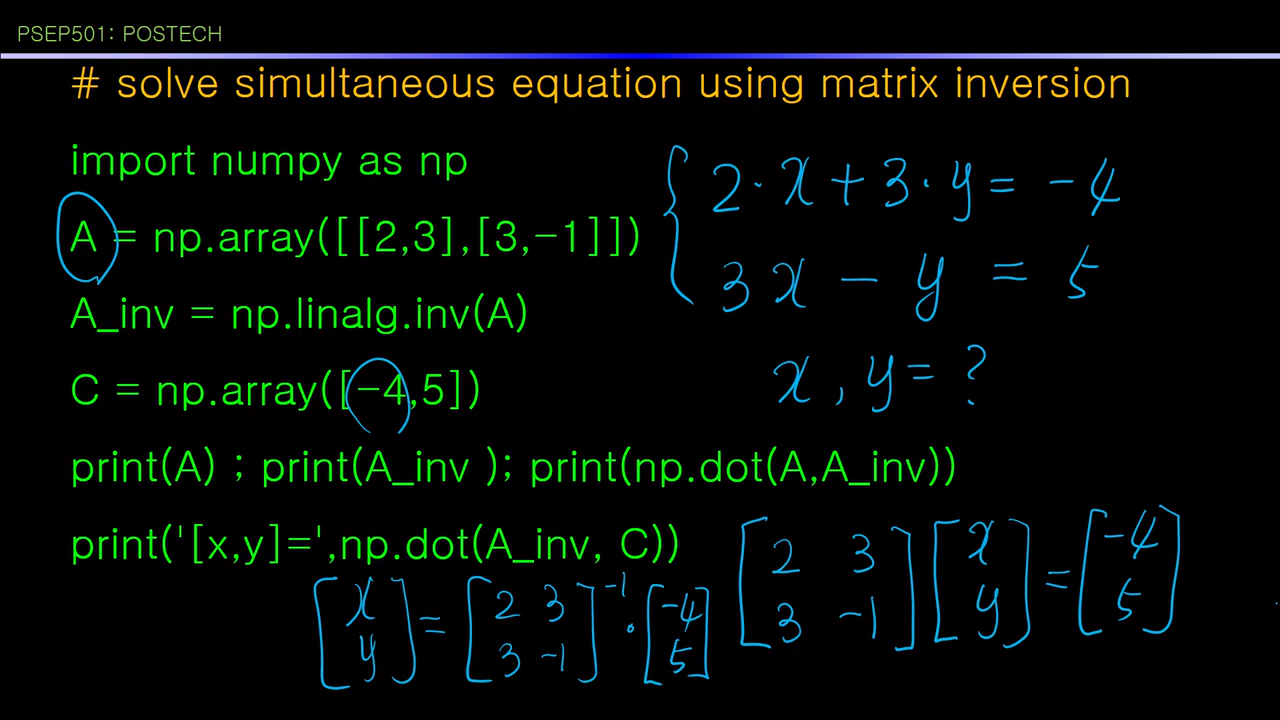 PSEP501: POSTECH
# solve simultaneous equation using matrix inversion
import numpy as np
2·x+3·y=-4
A = np.array([[2,3],[3,-1]])
3x - y = 5
A_inv = np.linalg.inv(A)
C = np.array([-4,5])
x, y = ?
print(A) ; print(A_inv ); print(np.dot(A,A_inv))
print('[x,y]=',np.dot(A_inv, C))
[2 3] [x] = [-4]
[3 -1] [y] [5]
[x] = [2 3]-1 · [-4]
[y] [3 -1] [5]